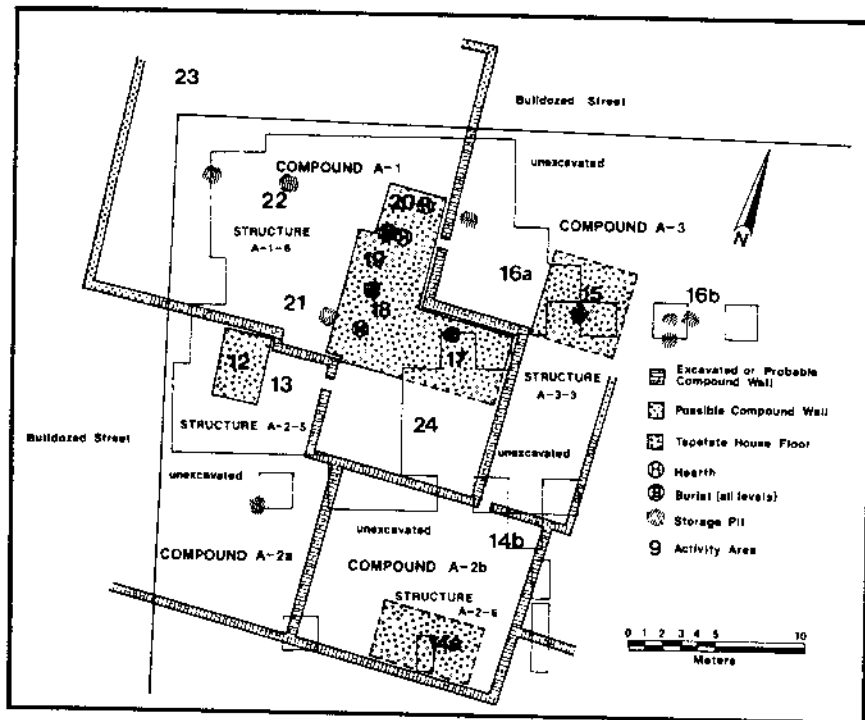 23
Bulldozed Street
COMPOUND A-1
unexcavated
22
20
COMPOUND A-3
N
STRUCTURE
A-1-6
19
16a
15
16b
21
18
H
17
12
13
STRUCTURE
A-3-3
Excavated or Probable
Compound Wall
Possible Compound Wall
STRUCTURE A-2-5
24
Bulldozed Street
unexcavated
Tepetate House Floor
unexcavated
H Hearth
B Burial (all levels)
Storage Pit
9 Activity Area
unexcavated
14b
COMPOUND A-2a
COMPOUND A-2b
STRUCTURE
A-2-6
14a
0 1 2 3 4 5 10
Meters